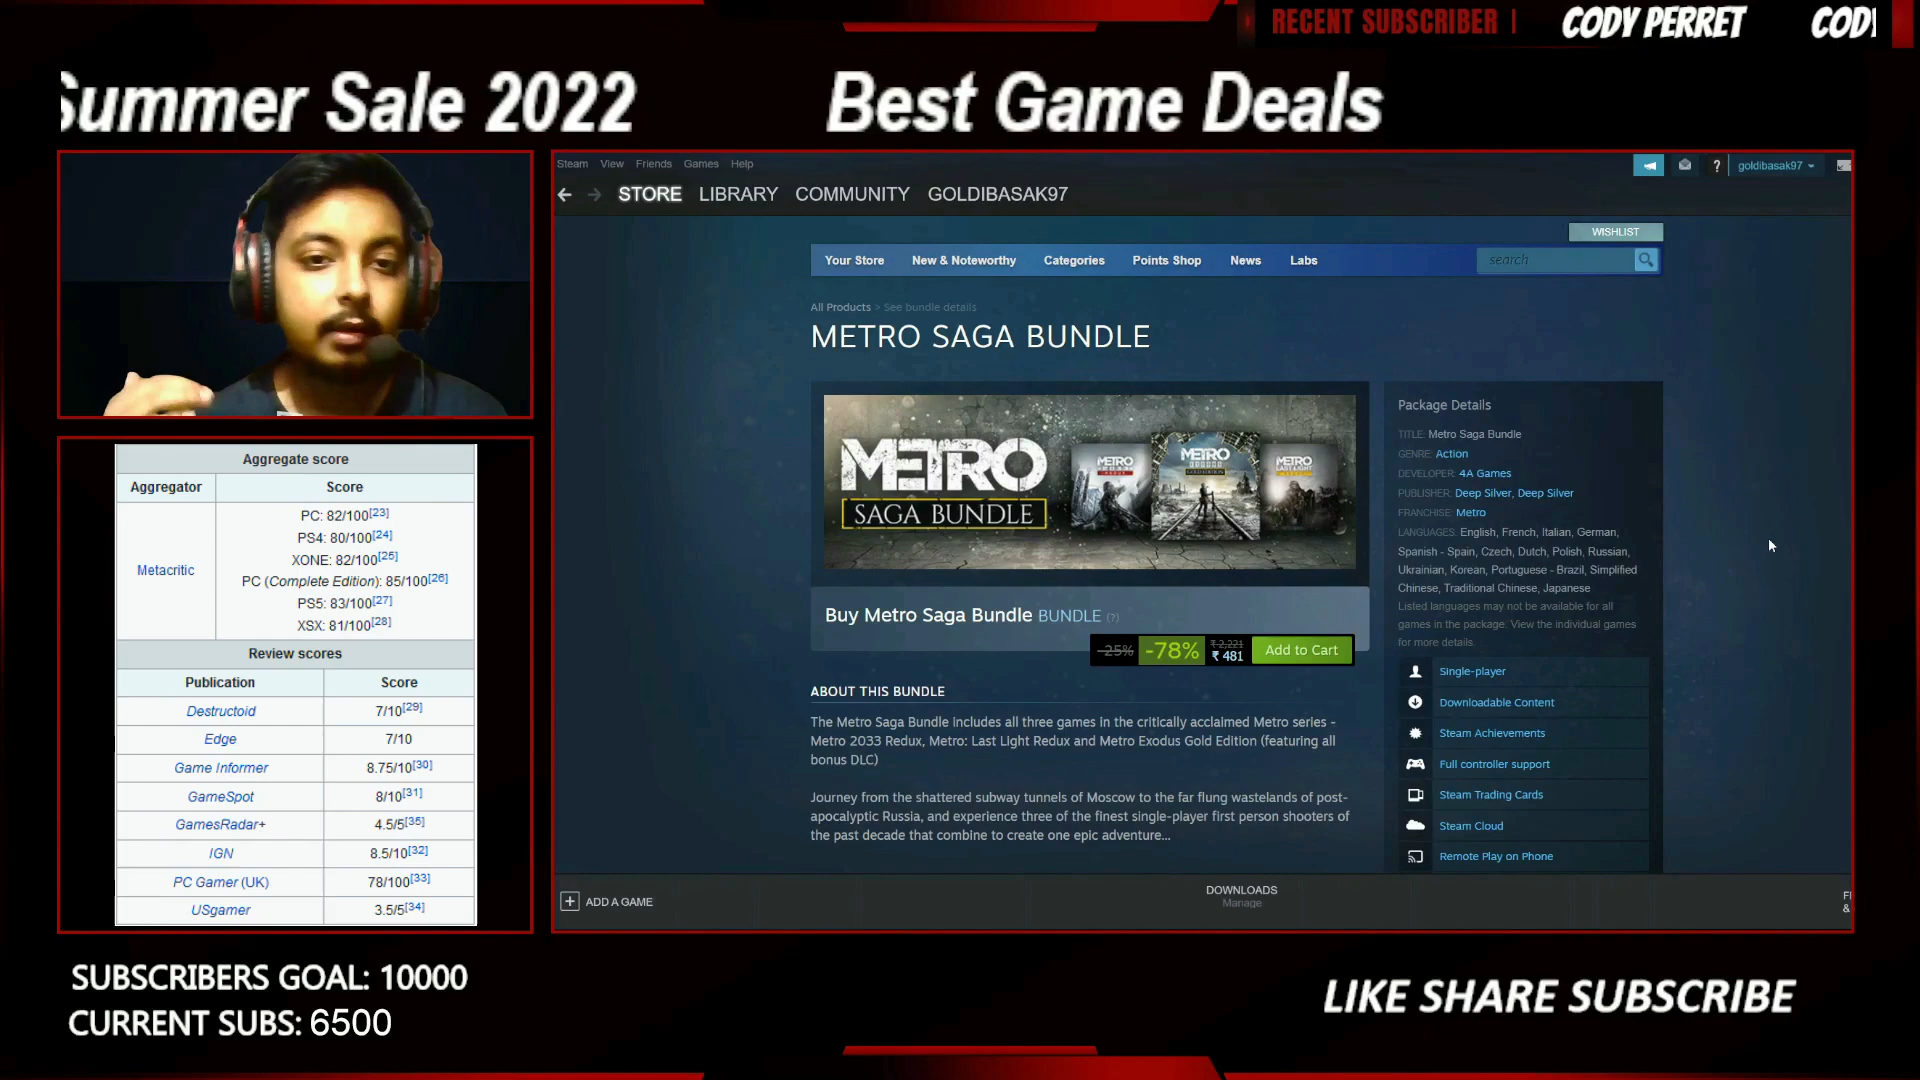 RECENT SUBSCRIBER |
CODY PERRET
Summer Sale 2022
Best Game Deals
Steam View Friends Games Help
goldibasak97
STORE LIBRARY COMMUNITY GOLDIBASAK97
WISHLIST
Your Store New & Noteworthy Categories Points Shop News Labs
search
All Products > See bundle details
METRO SAGA BUNDLE
METRO
SAGA BUNDLE
Buy Metro Saga Bundle BUNDLE (?)
-25% -78% ₹ 2,221 ₹ 481 Add to Cart
ABOUT THIS BUNDLE
The Metro Saga Bundle includes all three games in the critically acclaimed Metro series -
Metro 2033 Redux, Metro: Last Light Redux and Metro Exodus Gold Edition (featuring all
bonus DLC)
Journey from the shattered subway tunnels of Moscow to the far flung wastelands of post-
apocalyptic Russia, and experience three of the finest single-player first person shooters of
the past decade that combine to create one epic adventure...
Package Details
TITLE: Metro Saga Bundle
GENRE: Action
DEVELOPER: 4A Games
PUBLISHER: Deep Silver, Deep Silver
FRANCHISE: Metro
LANGUAGES: English, French, Italian, German,
Spanish - Spain, Czech, Dutch, Polish, Russian,
Ukrainian, Korean, Portuguese - Brazil, Simplified
Chinese, Traditional Chinese, Japanese
Listed languages may not be available for all
games in the package. View the individual games
for more details.
Single-player
Downloadable Content
Steam Achievements
Full controller support
Steam Trading Cards
Steam Cloud
Remote Play on Phone
+ ADD A GAME
DOWNLOADS
Manage
Aggregate score
Aggregator Score
Metacritic
PC: 82/100[23]
PS4: 80/100[24]
XONE: 82/100[25]
PC (Complete Edition): 85/100[26]
PS5: 83/100[27]
XSX: 81/100[28]
Review scores
Publication Score
Destructoid 7/10[29]
Edge 7/10
Game Informer 8.75/10[30]
GameSpot 8/10[31]
GamesRadar+ 4.5/5[35]
IGN 8.5/10[32]
PC Gamer (UK) 78/100[33]
USgamer 3.5/5[34]
SUBSCRIBERS GOAL: 10000
CURRENT SUBS: 6500
LIKE SHARE SUBSCRIBE